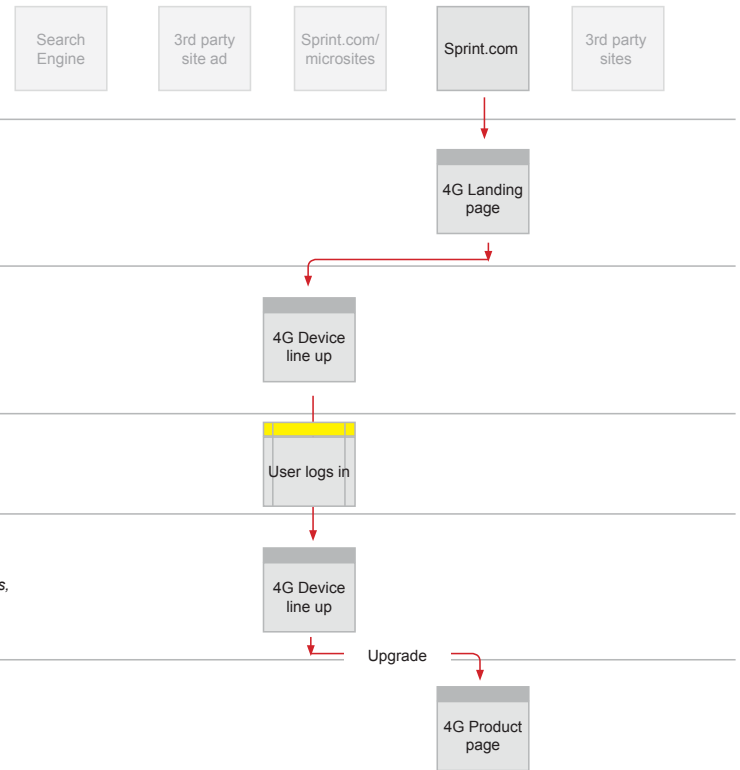 Search
Engine
3rd party
site ad
Sprint.com/
microsites
Sprint.com
3rd party
sites
4G Landing
page
4G Device
line up
User logs in
s,
4G Device
line up
Upgrade
4G Product
page